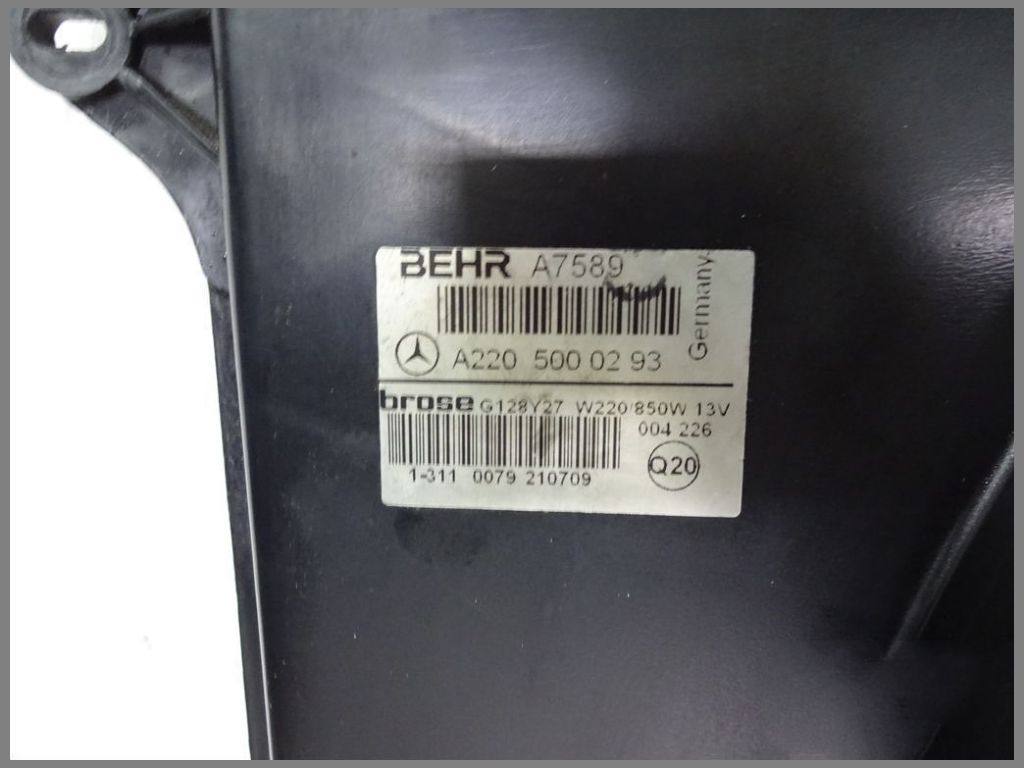 BEHR A7589
Germany
A220 500 02 93
brose G128Y27 W220/850W 13V
004 226
Q20
1-311 0079 210709